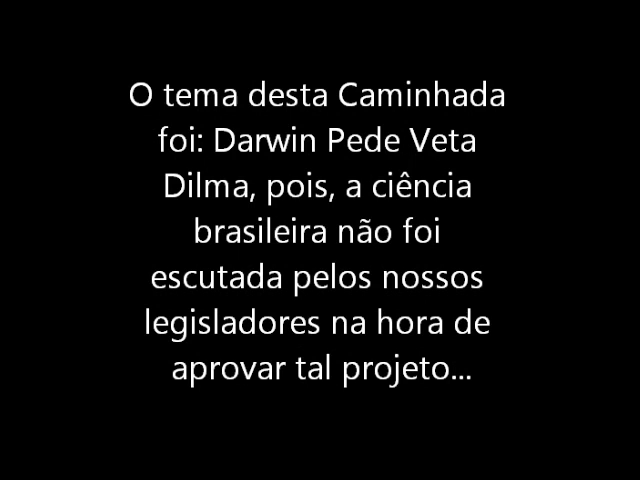 O tema desta Caminhada
foi: Darwin Pede Veta
Dilma, pois, a ciência
brasileira não foi
escutada pelos nossos
legisladores na hora de
aprovar tal projeto...